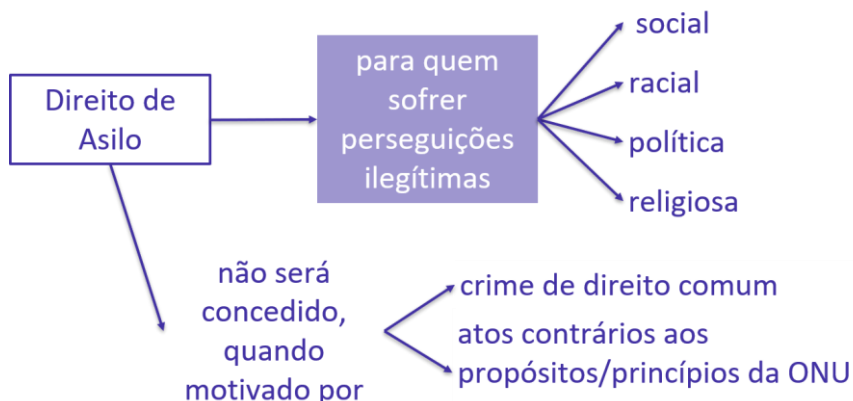 Direito de
Asilo
para quem
sofrer
perseguições
ilegítimas
social
racial
política
religiosa
não será
concedido,
quando
motivado por
crime de direito comum
atos contrários aos
propósitos/princípios da ONU